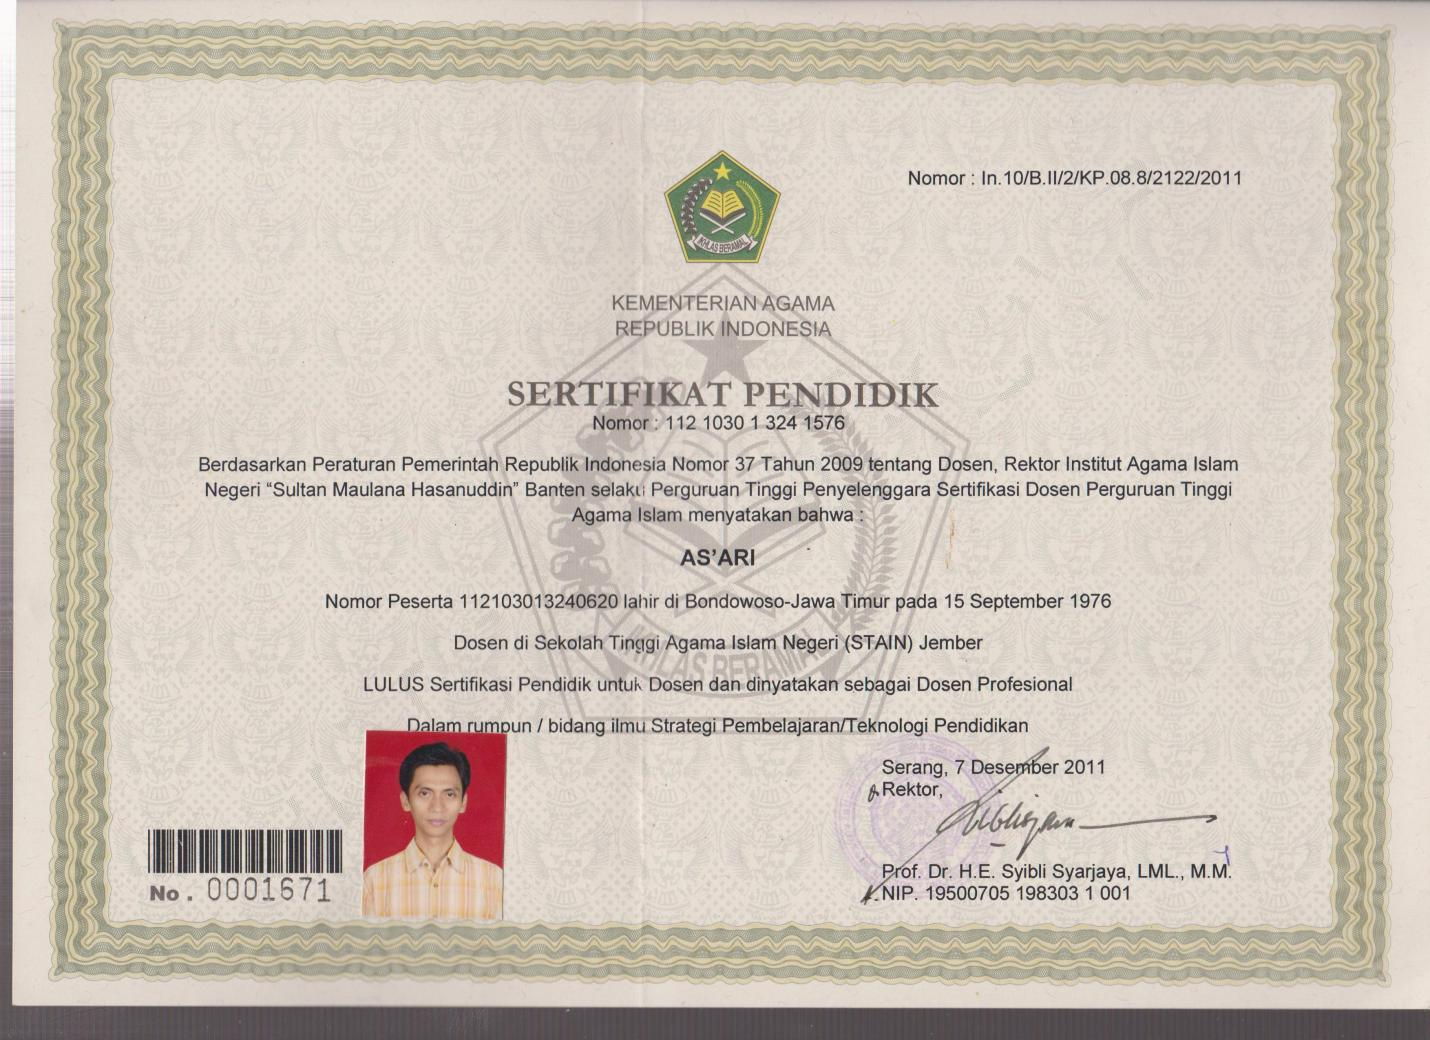 Nomor : In.10/B.II/2/KP.08.8/2122/2011
IKHLAS BERAMAL
KEMENTERIAN AGAMA
REPUBLIK INDONESIA
SERTIFIKAT PENDIDIK
Nomor : 112 1030 1 324 1576
Berdasarkan Peraturan Pemerintah Republik Indonesia Nomor 37 Tahun 2009 tentang Dosen, Rektor Institut Agama Islam
Negeri “Sultan Maulana Hasanuddin” Banten selaku Perguruan Tinggi Penyelenggara Sertifikasi Dosen Perguruan Tinggi
Agama Islam menyatakan bahwa :
AS’ARI
Nomor Peserta 112103013240620 lahir di Bondowoso-Jawa Timur pada 15 September 1976
Dosen di Sekolah Tinggi Agama Islam Negeri (STAIN) Jember
IKHLAS BERAMAL
LULUS Sertifikasi Pendidik untuk Dosen dan dinyatakan sebagai Dosen Profesional
Dalam rumpun / bidang ilmu Strategi Pembelajaran/Teknologi Pendidikan
Serang, 7 Desember 2011
Rektor,
Prof. Dr. H.E. Syibli Syarjaya, LML., M.M.
NIP. 19500705 198303 1 001
No . 0001671